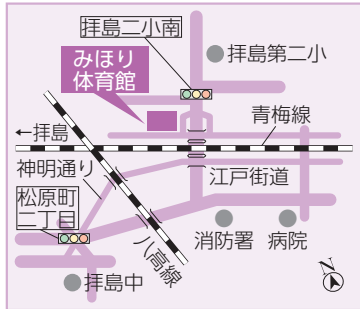 拝島二小南
拝島第二小
みほり
体育館
青梅線
←拝島
神明通り
江戸街道
松原町
二丁目
八高線
消防署
病院
拝島中
N